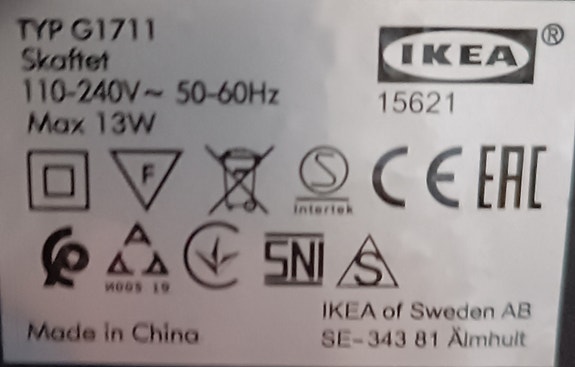 TYP G1711
Skaftet
110-240V~ 50-60Hz
Max 13W
IKEA®
15621
F
S
Intertek
CE
EAC
A
SNI
S
Made in China
IKEA of Sweden AB
SE-343 81 Älmhult